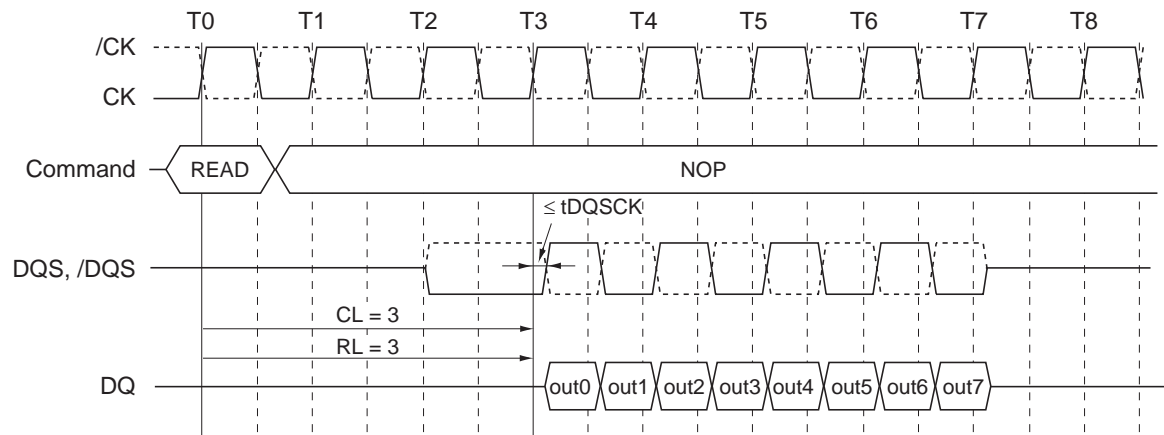 T0 T1 T2 T3 T4 T5 T6 T7 T8
/CK
CK
Command READ NOP
≤ tDQSCK
DQS, /DQS
CL = 3
RL = 3
DQ out0 out1 out2 out3 out4 out5 out6 out7